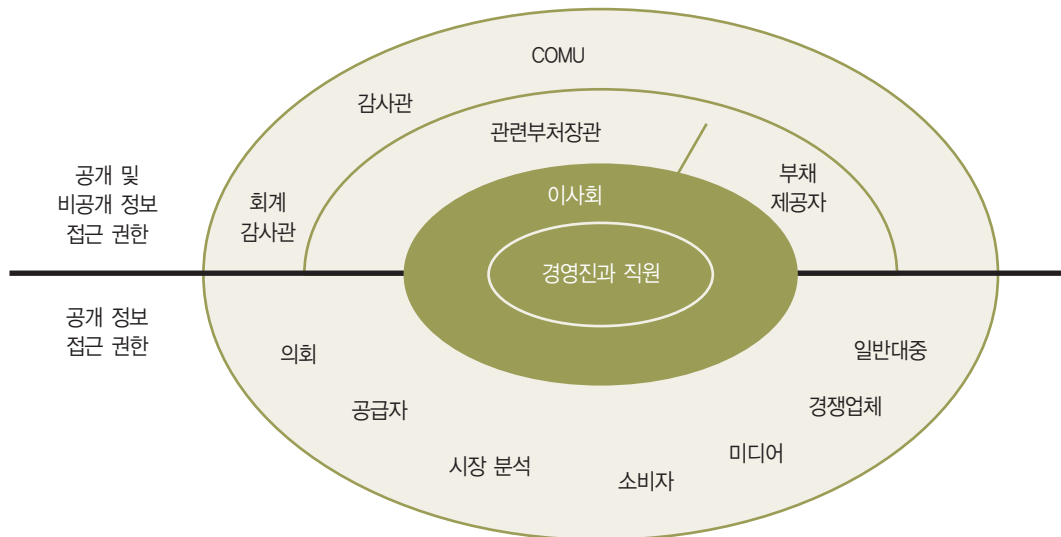 COMU
감사관
관련부처장관
부채
제공자
공개 및
비공개 정보
접근 권한
회계
감사관
이사회
경영진과 직원
공개 정보
접근 권한
의회
일반대중
공급자
경쟁업체
시장 분석
미디어
소비자